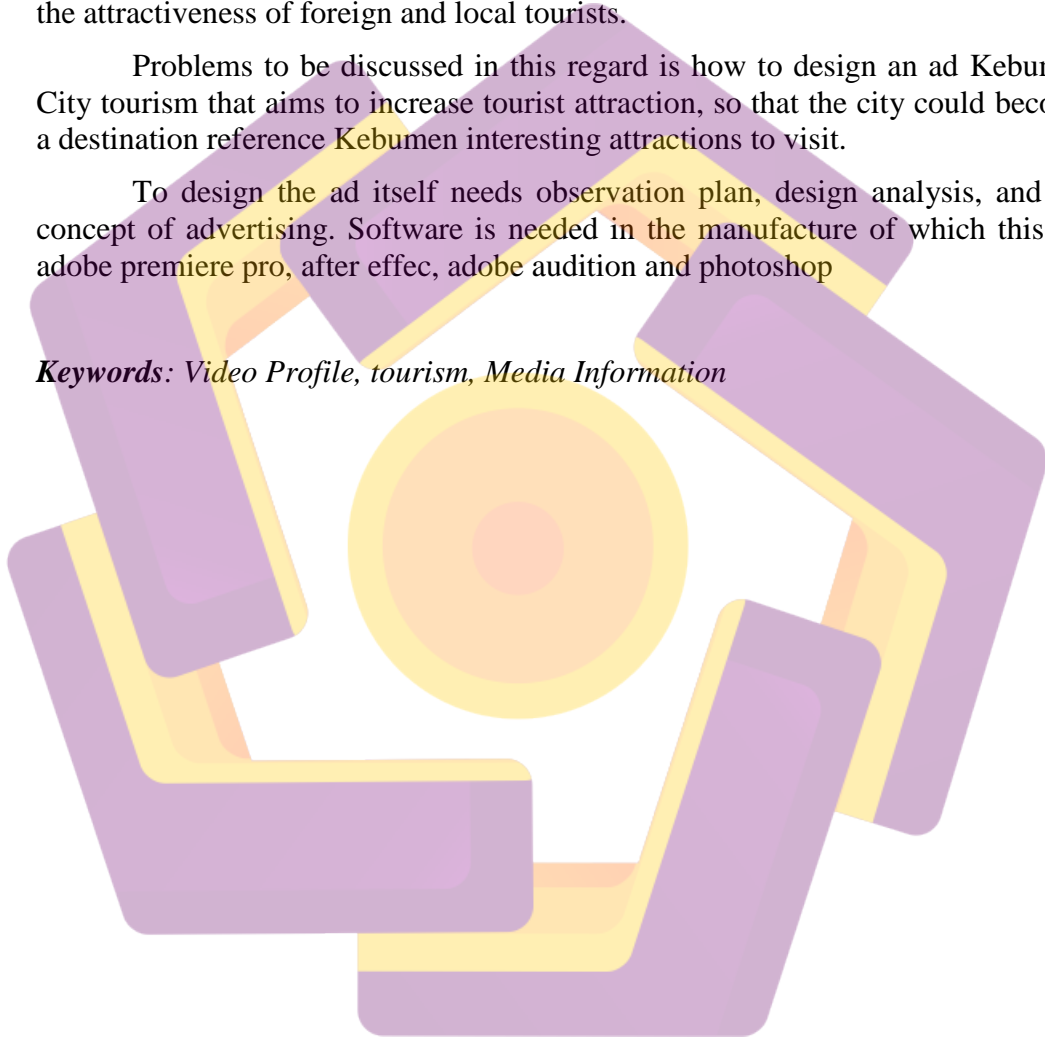 the attractiveness of foreign and local tourists.
Problems to be discussed in this regard is how to design an ad Kebu
City tourism that aims to increase tourist attraction, so that the city could beco
a destination reference Kebumen interesting attractions to visit.
To design the ad itself needs observation plan, design analysis, and
concept of advertising. Software is needed in the manufacture of which this
adobe premiere pro, after effec, adobe audition and photoshop
Keywords: Video Profile, tourism, Media Information